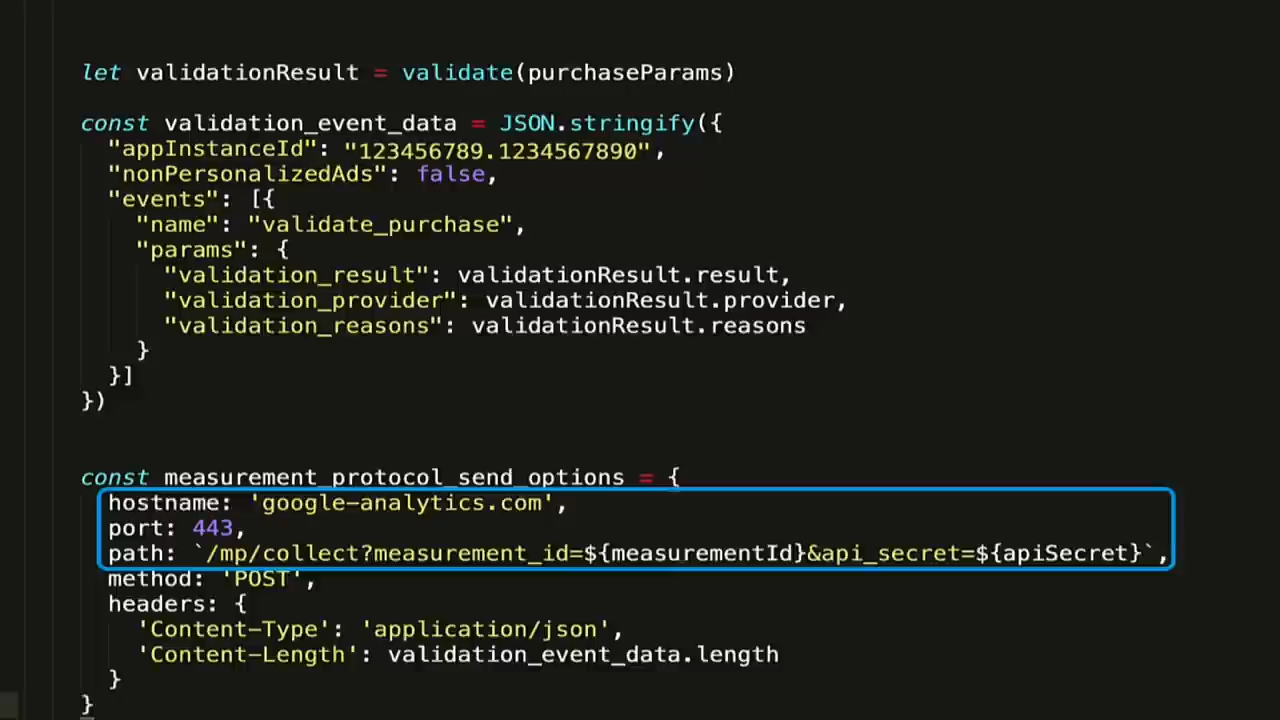 let validationResult = validate(purchaseParams)
const validation_event_data = JSON.stringify({
"appInstanceId": "123456789.1234567890",
"nonPersonalizedAds": false,
"events": [{
"name": "validate_purchase",
"params": {
"validation_result": validationResult.result,
"validation_provider": validationResult.provider,
"validation_reasons": validationResult.reasons
}
}]
})
const measurement_protocol_send_options = {
hostname: 'google-analytics.com',
port: 443,
path: `/mp/collect?measurement_id=${measurementId}&api_secret=${apiSecret}`,
method: 'POST',
headers: {
'Content-Type': 'application/json',
'Content-Length': validation_event_data.length
}
}